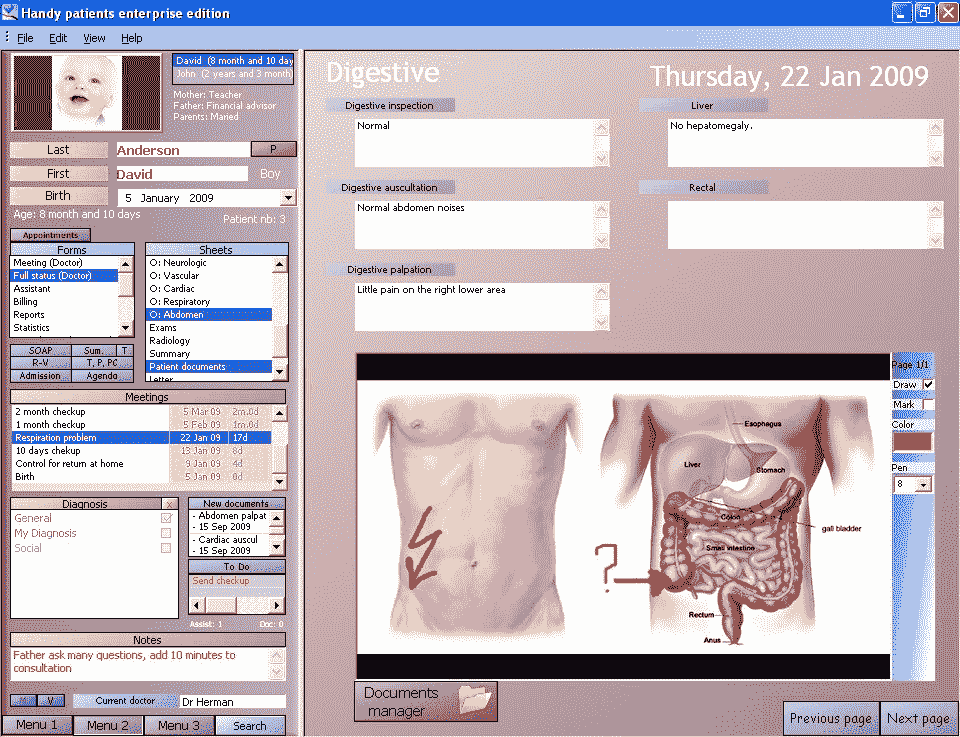 Handy patients enterprise edition
File Edit View Help
David (8 month and 10 day
John (2 years and 3 month
Mother: Teacher
Father: Financial advisor
Parents: Maried
Last Anderson P
First David Boy
Birth 5 January 2009
Age: 8 month and 10 days
Patient nb: 3
Appointments
Forms
Meeting (Doctor)
Full status (Doctor)
Assistant
Billing
Reports
Statistics
Sheets
O: Neurologic
O: Vascular
O: Cardiac
O: Respiratory
O: Abdomen
Exams
Radiology
Summary
Patient documents
Letter
SOAP Sum. T
R-V T, P, PC
Admission Agenda
Meetings
2 month checkup 5 Mar 09 2m.0d
1 month checkup 5 Feb 09 1m.0d
Respiration problem 22 Jan 09 17d
10 days chekup 13 Jan 09 8d
Control for return at home 9 Jan 09 4d
Birth 5 Jan 09 0d
Diagnosis x
General
My Diagnosis
Social
New documents
- Abdomen palpat
- 15 Sep 2009
- Cardiac auscul
- 15 Sep 2009
To Do
Send checkup
Assist: 1 Doc: 0
Notes
Father ask many questions, add 10 minutes to
consultation
M V Current doctor Dr Herman
Menu 1 Menu 2 Menu 3 Search
Digestive
Thursday, 22 Jan 2009
Digestive inspection
Normal
Liver
No hepatomegaly.
Digestive auscultation
Normal abdomen noises
Rectal
Digestive palpation
Little pain on the right lower area
Esophagus
Liver
Stomach
Colon
gall bladder
Small intestine
?
Rectum
Anus
Page 1/1
Draw
Mark
Color
Pen
8
Documents
manager
Previous page Next page